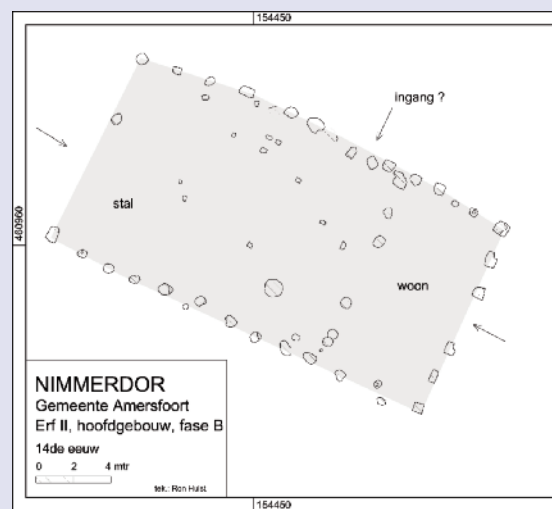 154450
ingang ?
stal
460960
woon
NIMMERDOR
Gemeente Amersfoort
Erf II, hoofdgebouw, fase B
14de eeuw
0 2 4 mtr
tek.: Ron Hulst
154450